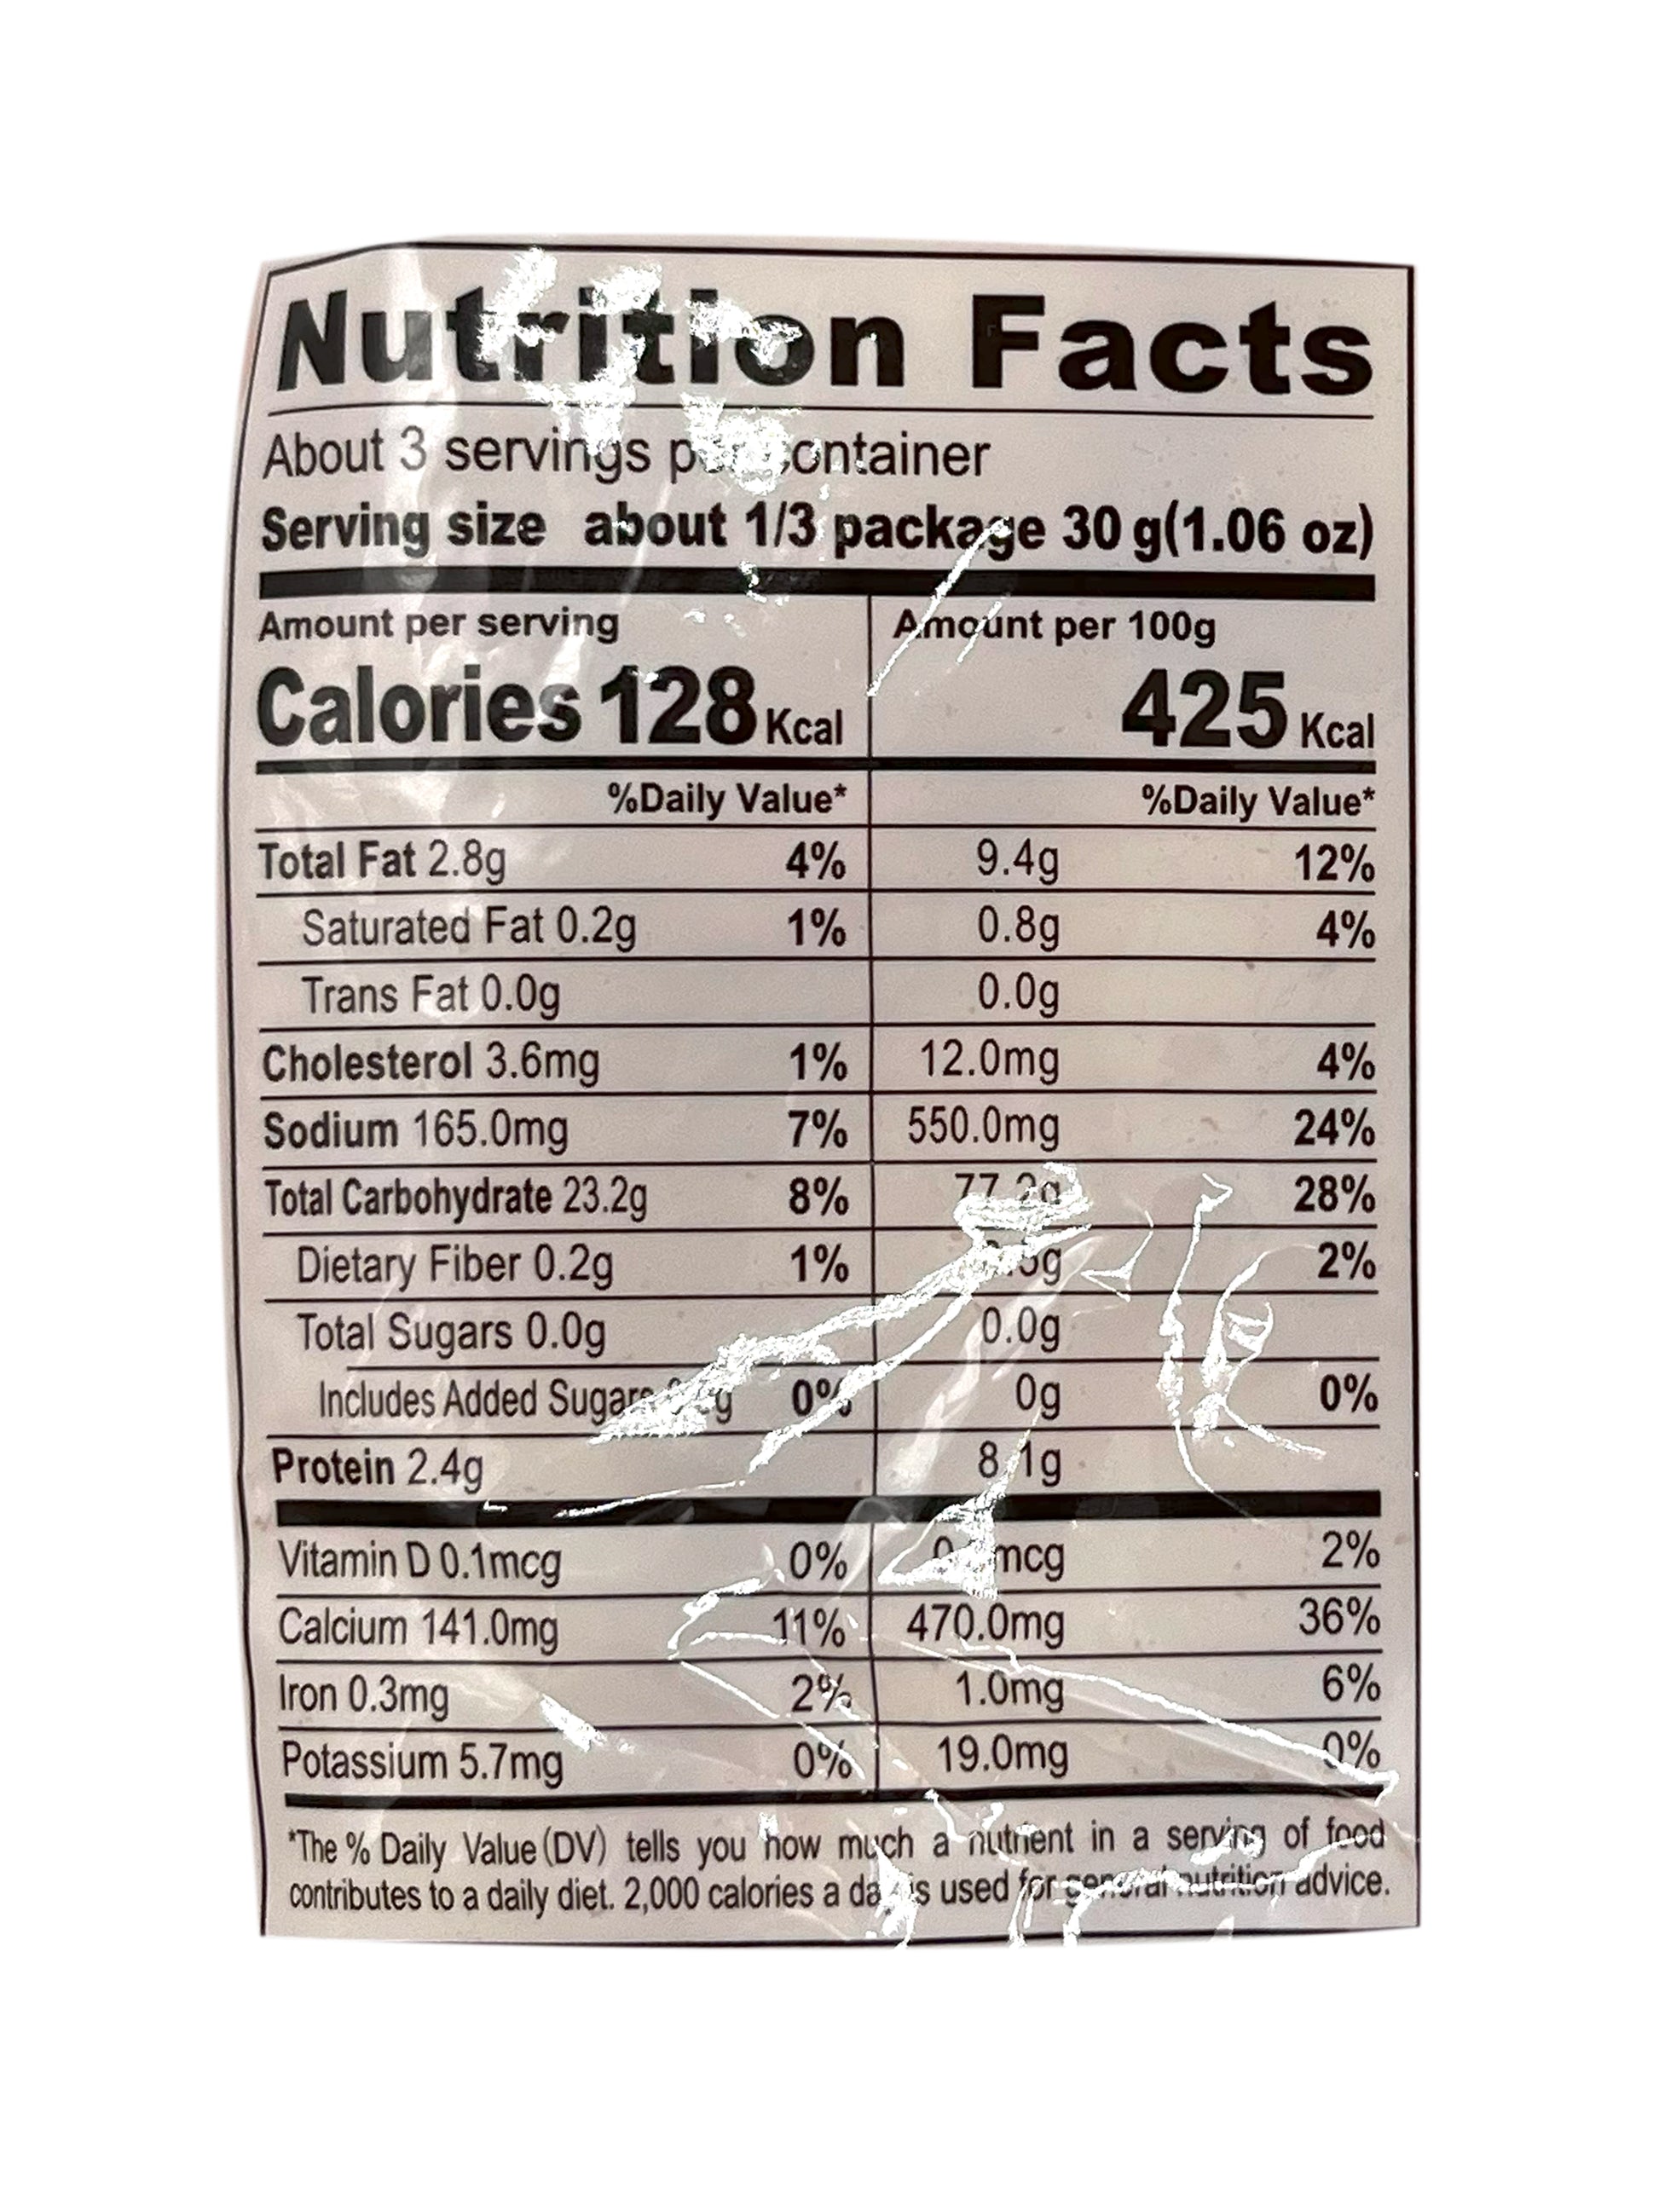 Nutrition Facts
About 3 servings container
Serving size about 1/3 package 30 g(1.06 oz)
Amount per serving Amount per 100g
Calories 128 Kcal 425 Kcal
%Daily Value* %Daily Value*
Total Fat 2.8g 4% 9.4g 12%
Saturated Fat 0.2g 1% 0.8g 4%
Trans Fat 0.0g 0.0g
Cholesterol 3.6mg 1% 12.0mg 4%
Sodium 165.0mg 7% 550.0mg 24%
Total Carbohydrate 23.2g 8% 77.2g 28%
Dietary Fiber 0.2g 1% 2%
Total Sugars 0.0g 0.0g
Includes Added Sugars 0% 0g 0%
Protein 2.4g 8.1g
Vitamin D 0.1mcg 0% 2%
Calcium 141.0mg 11% 470.0mg 36%
Iron 0.3mg 2% 1.0mg 6%
Potassium 5.7mg 0% 19.0mg 0%
*The % Daily Value (DV) tells you how much a nutrient in a serving of food
contributes to a daily diet. 2,000 calories a day is used for general nutrition advice.